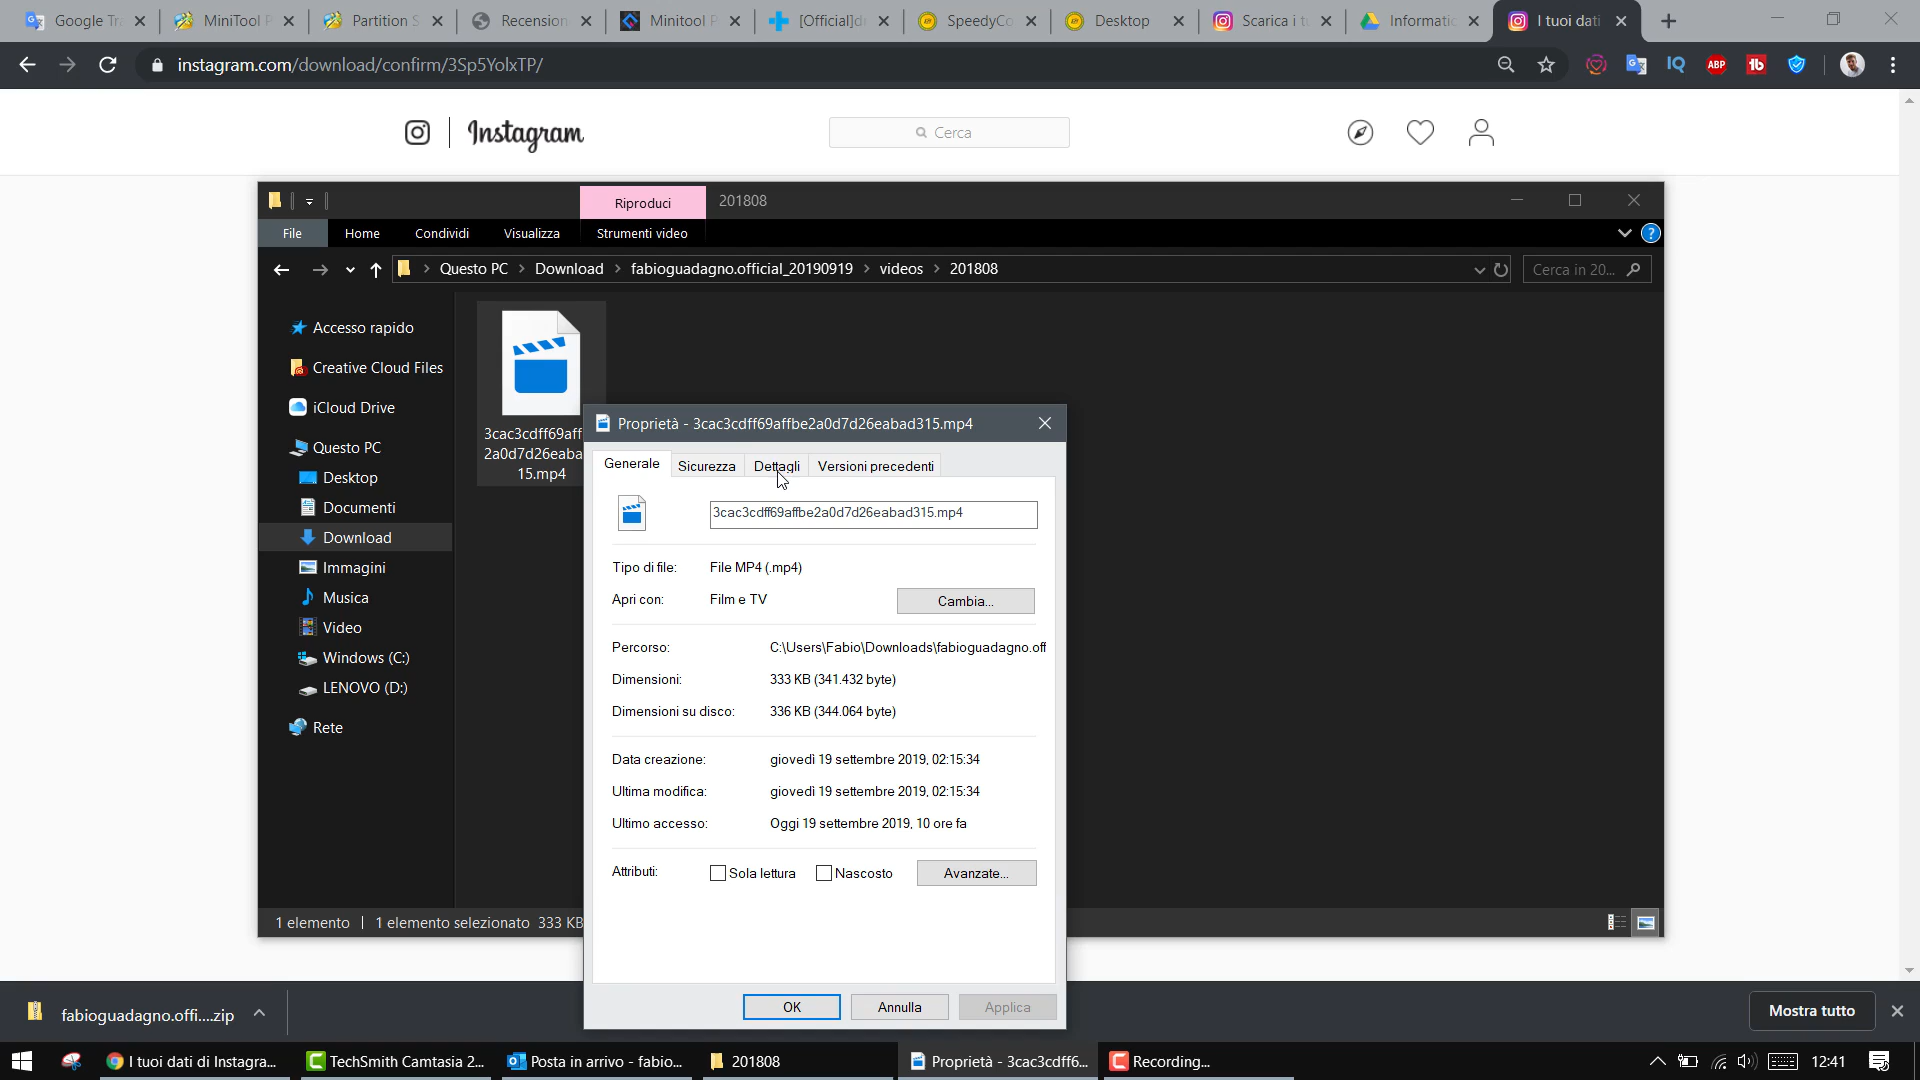 Google Tra
MiniTool P
Partition S
Recension
Minitool P
[Official]d
SpeedyCo
Desktop
Scarica i tu
Informatic
I tuoi dati
instagram.com/download/confirm/3Sp5YolxTP/
IQ
ABP
Instagram
Cerca
Riproduci
201808
File
Home
Condividi
Visualizza
Strumenti video
?
Questo PC > Download > fabioguadagno.official_20190919 > videos > 201808
Cerca in 20...
Accesso rapido
Creative Cloud Files
iCloud Drive
Questo PC
Desktop
Documenti
Download
Immagini
Musica
Video
Windows (C:)
LENOVO (D:)
Rete
3cac3cdff69aff
2a0d7d26eaba
15.mp4
1 elemento
1 elemento selezionato 333 KB
Proprietà - 3cac3cdff69affbe2a0d7d26eabad315.mp4
Generale
Sicurezza
Dettagli
Versioni precedenti
3cac3cdff69affbe2a0d7d26eabad315.mp4
Tipo di file: File MP4 (.mp4)
Apri con: Film e TV
Cambia...
Percorso: C:\Users\Fabio\Downloads\fabioguadagno.off
Dimensioni: 333 KB (341.432 byte)
Dimensioni su disco: 336 KB (344.064 byte)
Data creazione: giovedì 19 settembre 2019, 02:15:34
Ultima modifica: giovedì 19 settembre 2019, 02:15:34
Ultimo accesso: Oggi 19 settembre 2019, 10 ore fa
Attributi: Sola lettura Nascosto Avanzate...
OK
Annulla
Applica
fabioguadagno.offi....zip
Mostra tutto
I tuoi dati di Instagra...
TechSmith Camtasia 2...
Posta in arrivo - fabio...
201808
Proprietà - 3cac3cdff6...
Recording...
12:41